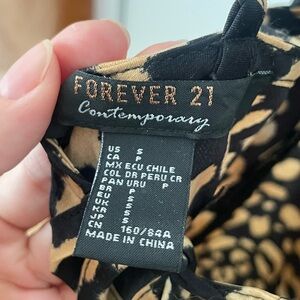 FOREVER 21
Contemporary
US S
CA P
MX ECU CHILE
COL DR PERU CR
PAN URU P
BR P
EU S
UK S
KR S
JP S
CN 160/84A
MADE IN CHINA